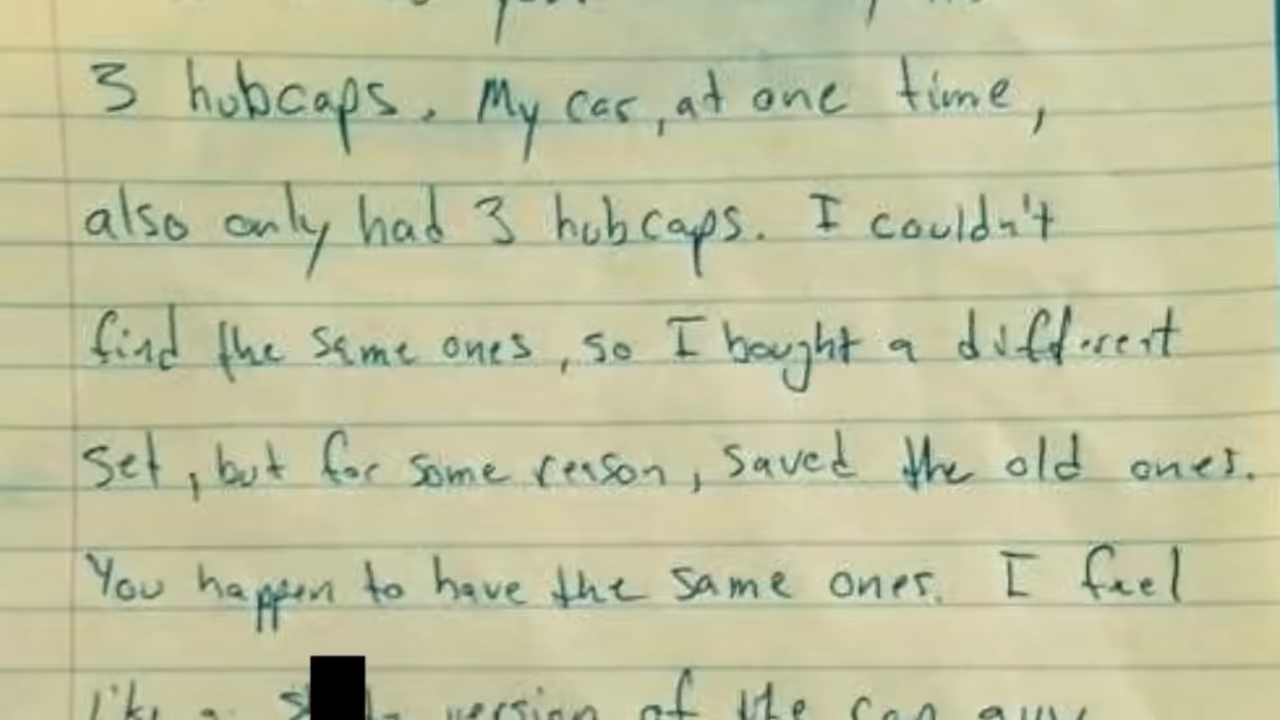 3 hubcaps. My car, at one time,
also only had 3 hubcaps. I couldn't
find the same ones, so I bought a different
set, but for some reason, saved the old ones.
You happen to have the same ones. I feel
like a version of the